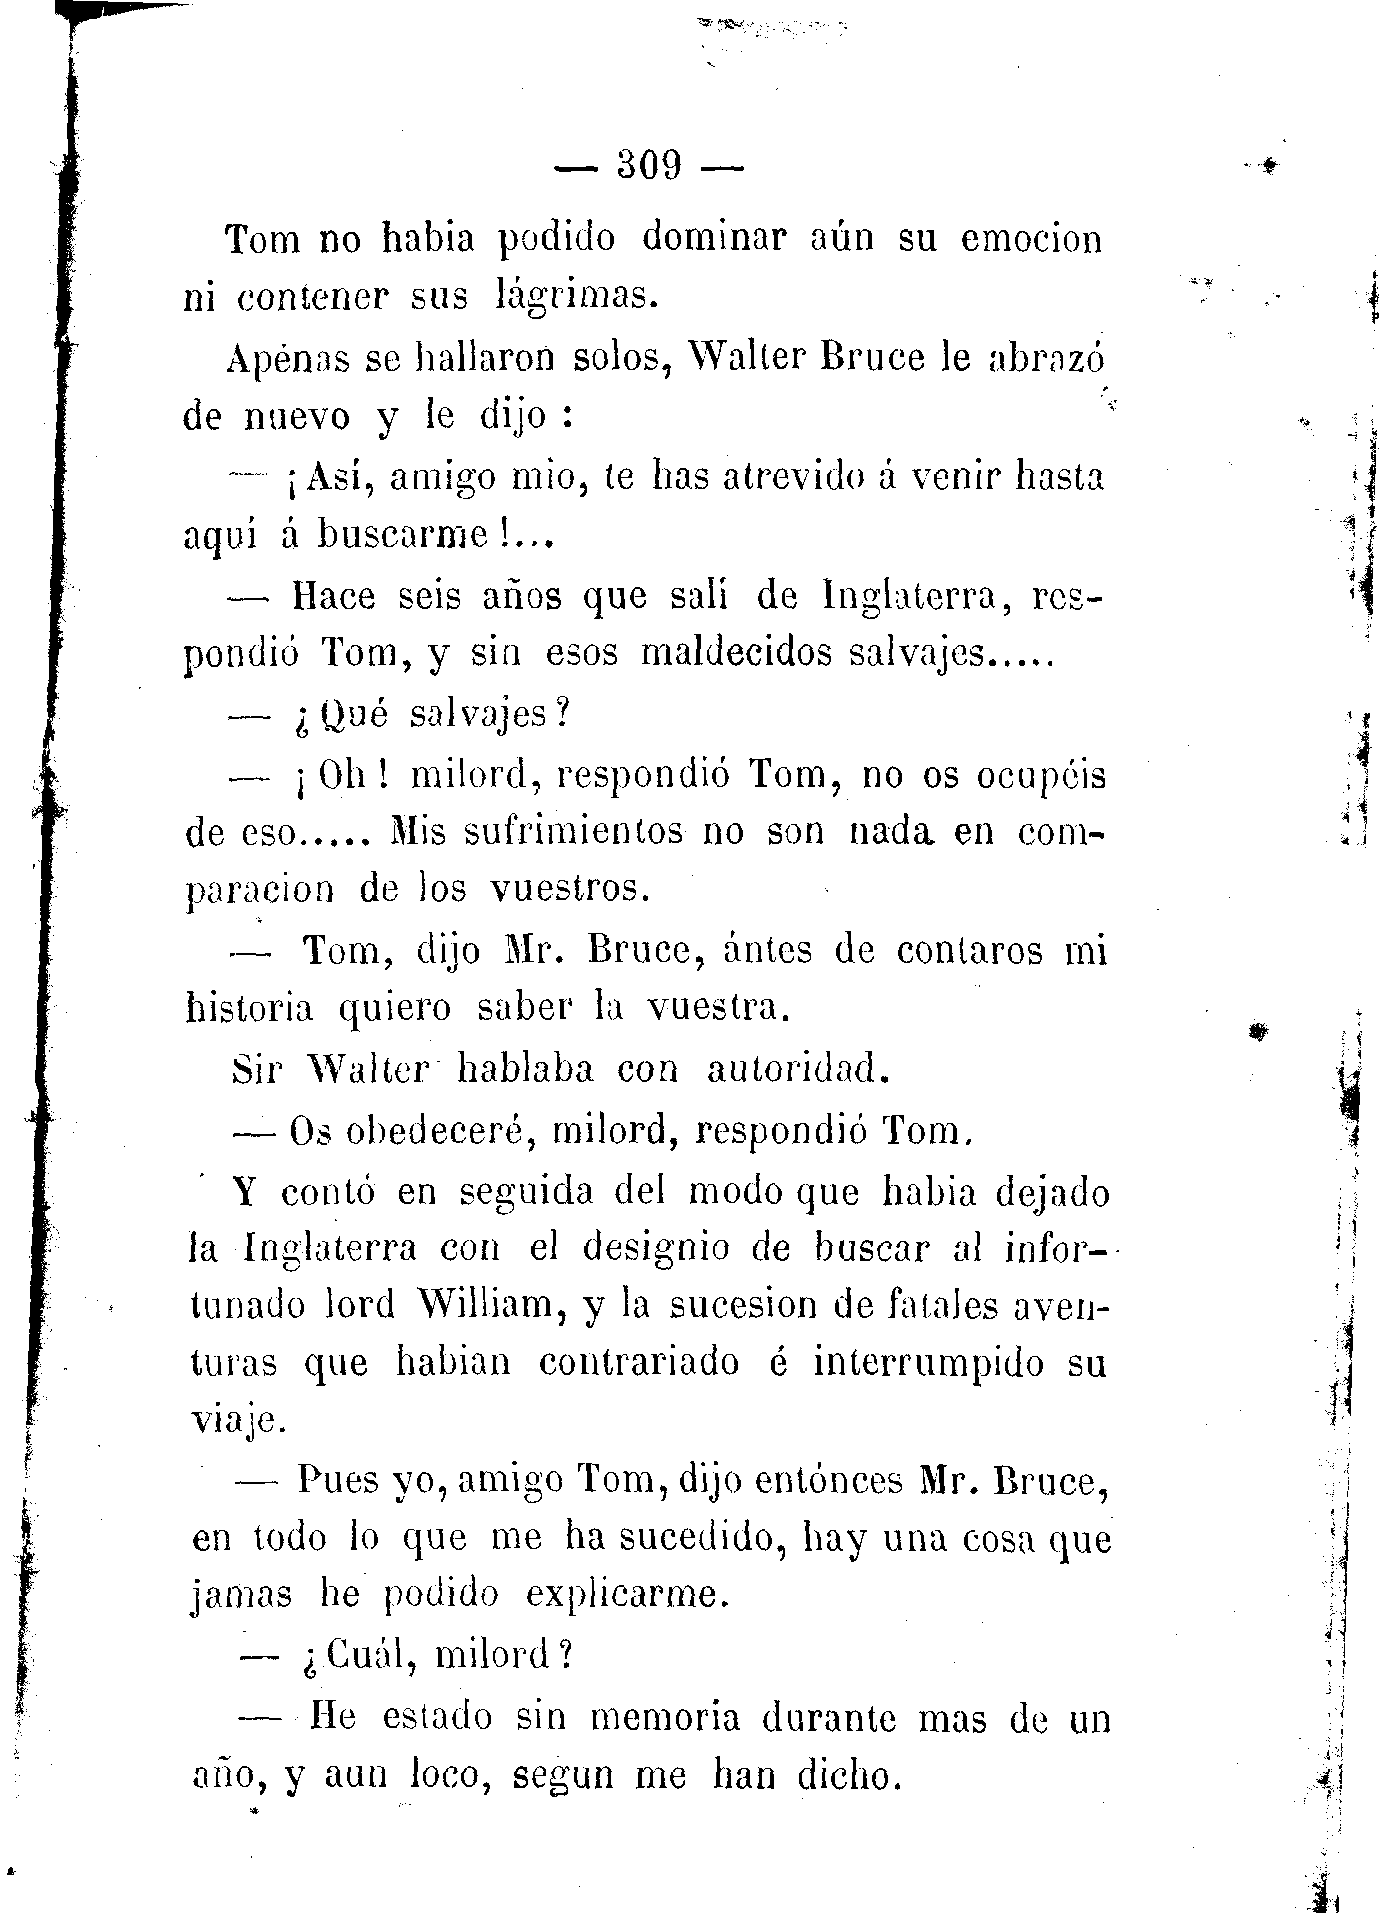 — 309 —
Tom no habia podido dominar aún su emocion
ni contener sus lágrimas.
Apénas se hallaron solos, Walter Bruce le abrazó
de nuevo y le dijo :
— ¡ Así, amigo mio, te has atrevido á venir hasta
aquí á buscarme !...
— Hace seis años que salí de Inglaterra, res-
pondió Tom, y sin esos maldecidos salvajes.....
— ¿ Qué salvajes ?
— ¡ Oh ! milord, respondió Tom, no os ocupéis
de eso..... Mis sufrimientos no son nada en com-
paracion de los vuestros.
— Tom, dijo Mr. Bruce, ántes de contaros mi
historia quiero saber la vuestra.
Sir Walter hablaba con autoridad.
— Os obedeceré, milord, respondió Tom.
Y contó en seguida del modo que habia dejado
la Inglaterra con el designio de buscar al infor-
tunado lord William, y la sucesion de fatales aven-
turas que habian contrariado é interrumpido su
viaje.
— Pues yo, amigo Tom, dijo entónces Mr. Bruce,
en todo lo que me ha sucedido, hay una cosa que
jamas he podido explicarme.
— ¿ Cuál, milord ?
— He estado sin memoria durante mas de un
año, y aun loco, segun me han dicho.